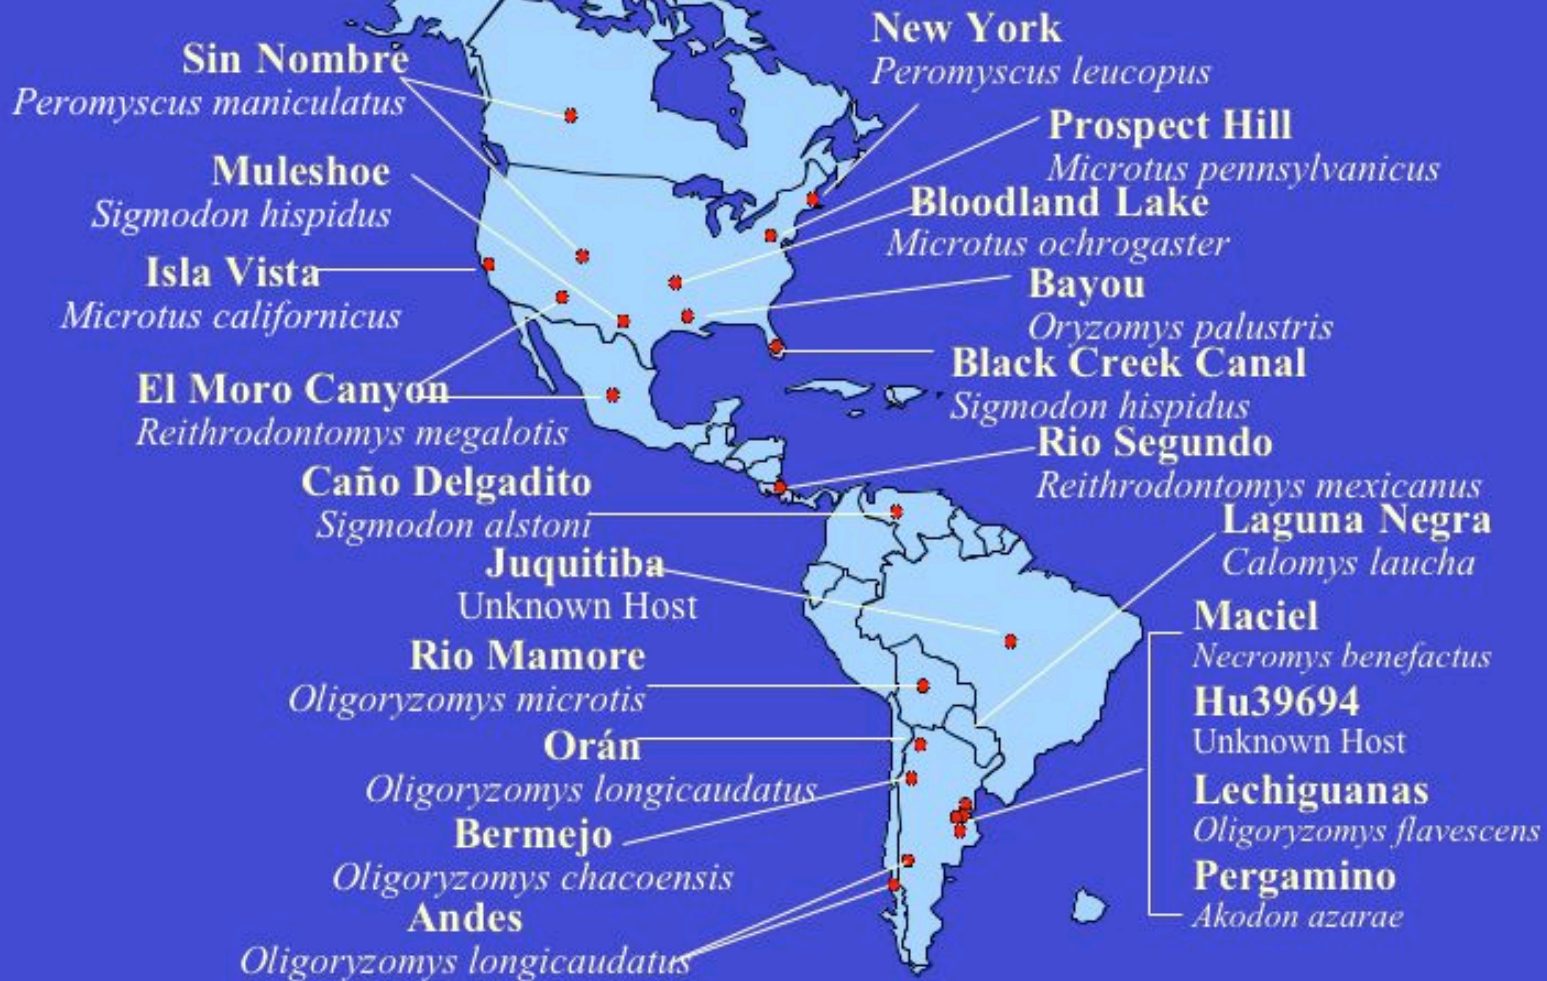 Sin Nombre
Peromyscus maniculatus
Muleshoe
Sigmodon hispidus
Isla Vista
Microtus californicus
El Moro Canyon
Reithrodontomys megalotis
Caño Delgadito
Sigmodon alstoni
Juquitiba
Unknown Host
Rio Mamore
Oligoryzomys microtis
Orán
Oligoryzomys longicaudatus
Bermejo
Oligoryzomys chacoensis
Andes
Oligoryzomys longicaudatus
New York
Peromyscus leucopus
Prospect Hill
Microtus pennsylvanicus
Bloodland Lake
Microtus ochrogaster
Bayou
Oryzomys palustris
Black Creek Canal
Sigmodon hispidus
Rio Segundo
Reithrodontomys mexicanus
Laguna Negra
Calomys laucha
Maciel
Necromys benefactus
Hu39694
Unknown Host
Lechiguanas
Oligoryzomys flavescens
Pergamino
Akodon azarae